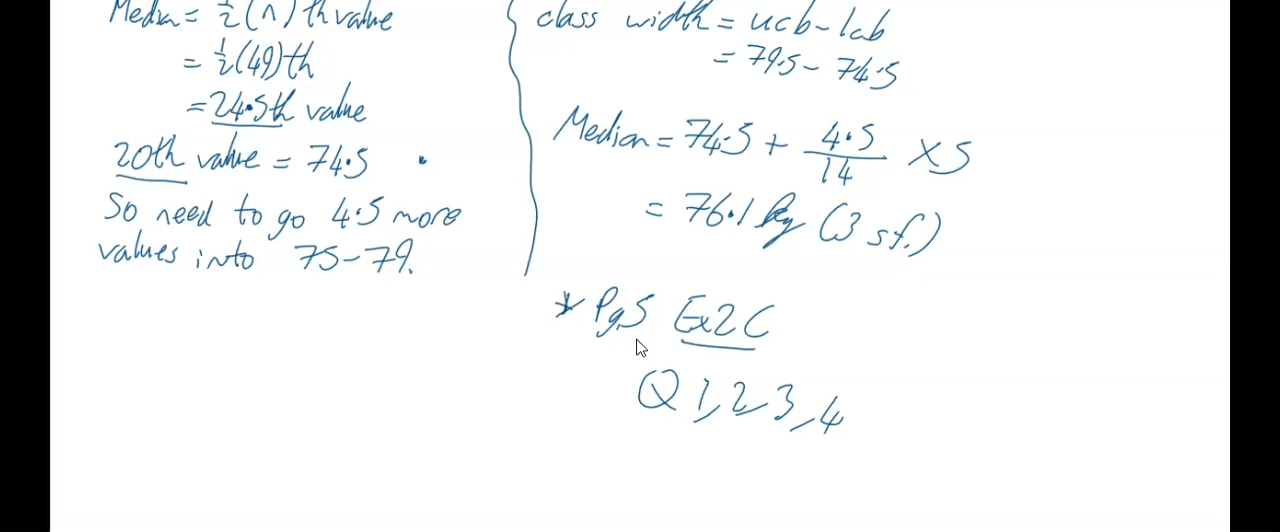 Median = 1/2 (n) th value
= 1/2 (49) th
= 24.5th value
20th value = 74.5
So need to go 4.5 more
values into 75-79.
class width = ucb - lcb
= 79.5 - 74.5
Median = 74.5 + 4.5/14 × 5
= 76.1 kg (3 sf.)
* Pg 5 Ex2C
Q 1, 2, 3, 4